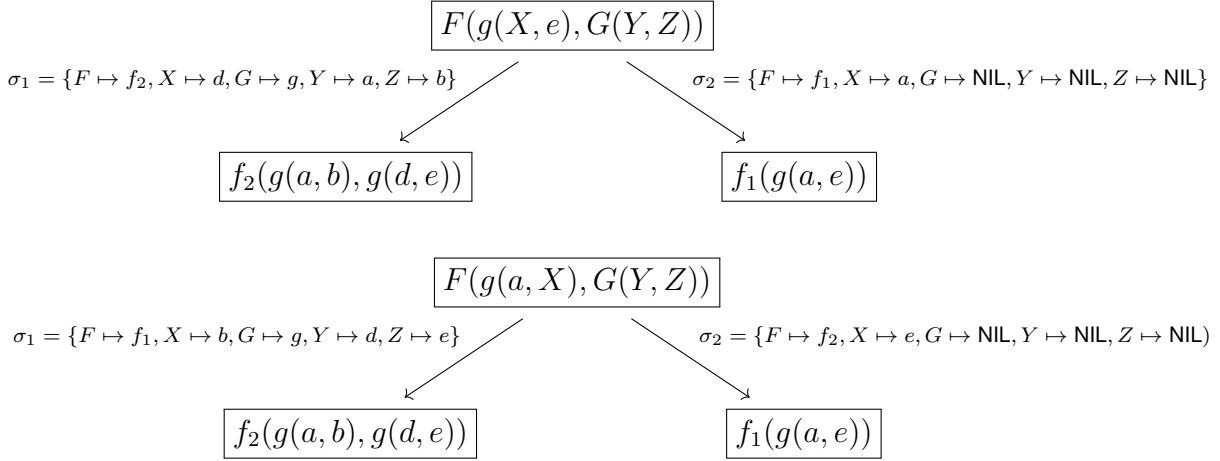 F(g(X, e), G(Y, Z))
σ₁ = {F ↦ f₂, X ↦ d, G ↦ g, Y ↦ a, Z ↦ b}
σ₂ = {F ↦ f₁, X ↦ a, G ↦ NIL, Y ↦ NIL, Z ↦ NIL}
f₂(g(a, b), g(d, e))
f₁(g(a, e))
F(g(a, X), G(Y, Z))
σ₁ = {F ↦ f₁, X ↦ b, G ↦ g, Y ↦ d, Z ↦ e}
σ₂ = {F ↦ f₂, X ↦ e, G ↦ NIL, Y ↦ NIL, Z ↦ NIL)
f₂(g(a, b), g(d, e))
f₁(g(a, e))